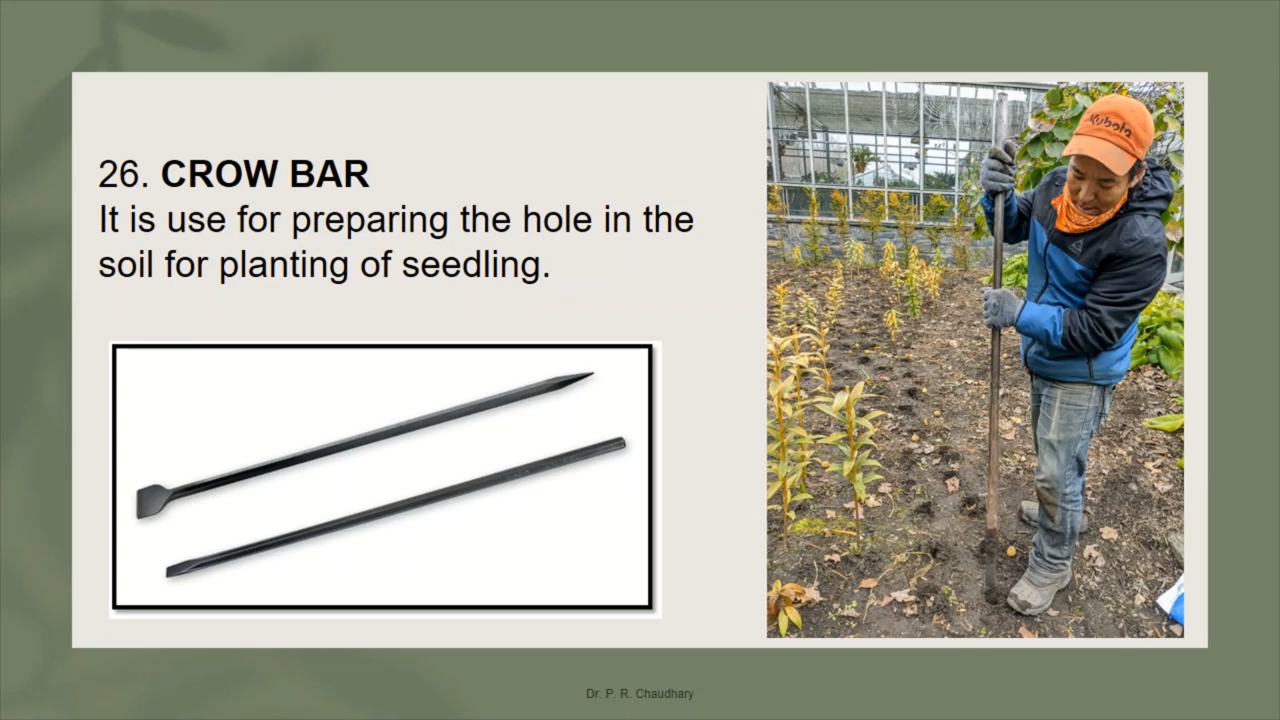 26. CROW BAR
It is use for preparing the hole in the
soil for planting of seedling.
Kubota
Dr. P. R. Chaudhary